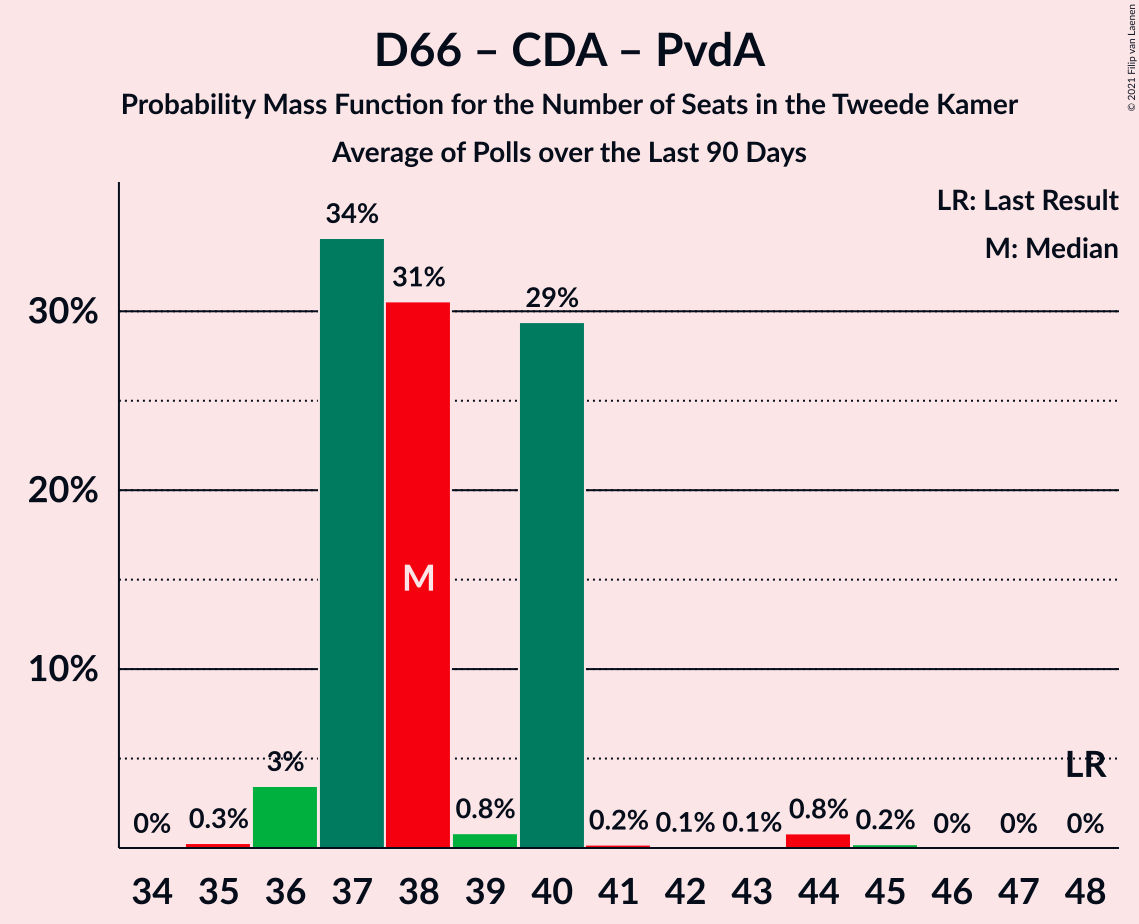 D66 – CDA – PvdA
Probability Mass Function for the Number of Seats in the Tweede Kamer
Average of Polls over the Last 90 Days
© 2021 Filip van Laenen
LR: Last Result
M: Median
34%
31%
29%
30%
20%
M
10%
3%
LR
0% 0.3% 0.8% 0.2% 0.1% 0.1% 0.8% 0.2% 0% 0% 0%
34 35 36 37 38 39 40 41 42 43 44 45 46 47 48